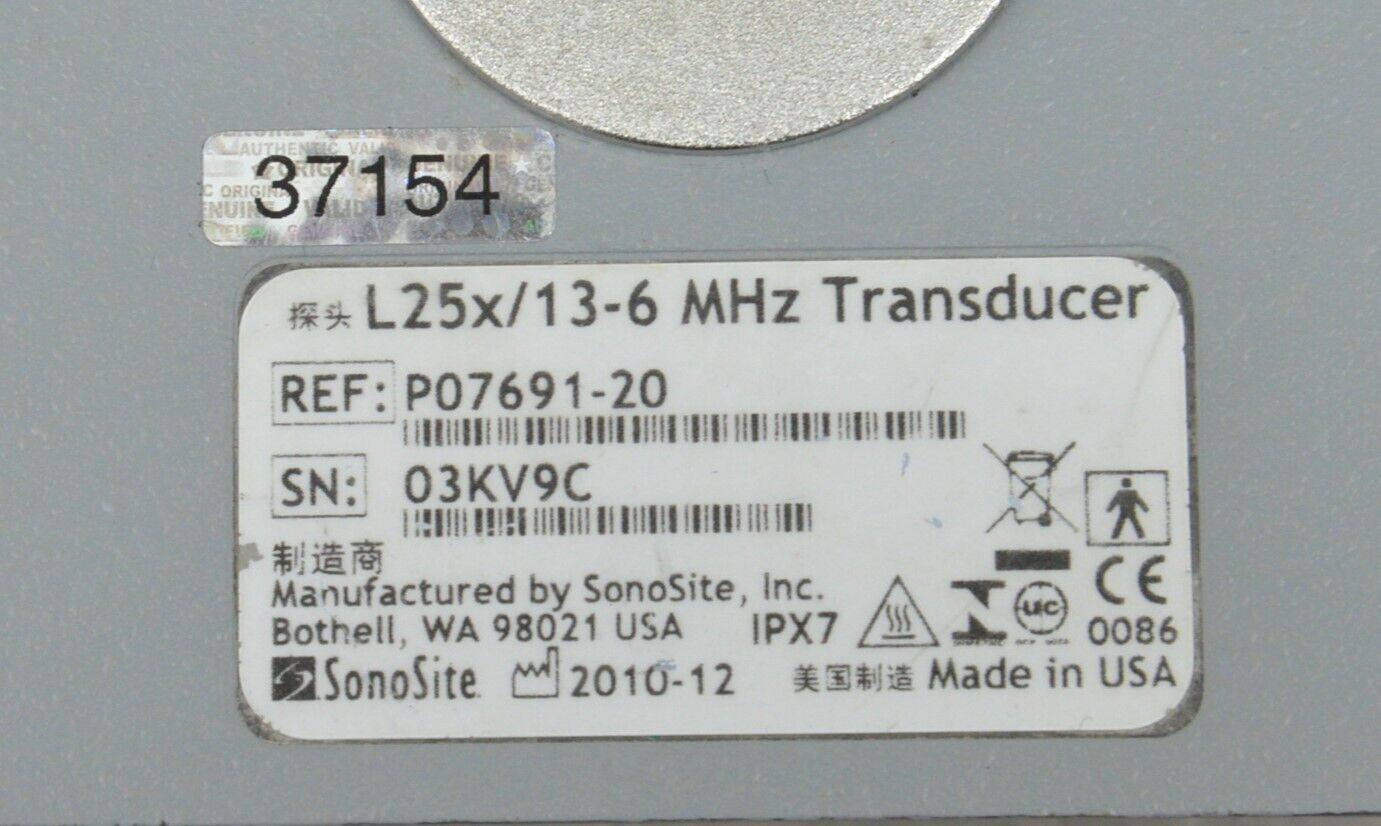 37154
探头 L25x/13-6 MHz Transducer
REF: P07691-20
SN: 03KV9C
制造商
Manufactured by SonoSite, Inc.
Bothell, WA 98021 USA IPX7
CE 0086
SonoSite 2010-12 美国制造 Made in USA